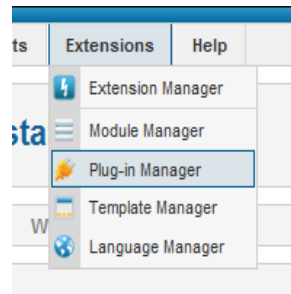 ts Extensions Help
Extension Manager
sta
Module Manager
Plug-in Manager
Template Manager
W
Language Manager